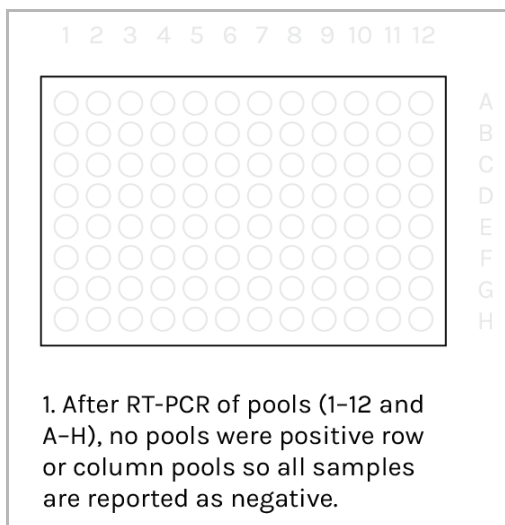 1 2 3 4 5 6 7 8 9 10 11 12
A
B
C
D
E
F
G
H
1. After RT-PCR of pools (1–12 and
A–H), no pools were positive row
or column pools so all samples
are reported as negative.